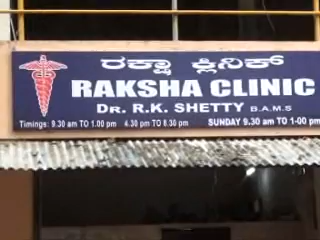 ರಕ್ಷಾ ಕ್ಲಿನಿಕ್
RAKSHA CLINIC
DR. R.K. SHETTY B.A.M.S
Timings: 9.30 am TO 1.00 pm 4.30 pm TO 8.30 pm SUNDAY 9.30 am TO 1-00 pm